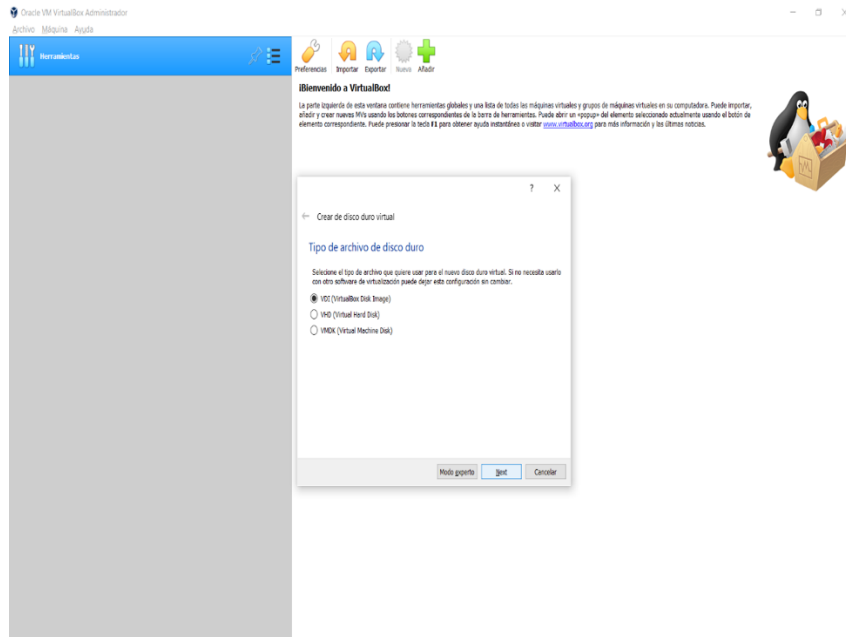 Oracle VM VirtualBox Administrador
Archivo Máquina Ayuda
Herramientas
Preferencias Importar Exportar Nuevo Añadir
¡Bienvenido a VirtualBox!
La parte izquierda de esta ventana contiene herramientas globales y una lista de todas las máquinas virtuales y grupos de máquinas virtuales en su computadora. Puede importar,
añadir y crear nuevas MVs usando los botones correspondientes de la barra de herramientas. Puede abrir un «popup» del elemento seleccionado actualmente usando el botón de
elemento correspondiente. Puede presionar la tecla F1 para obtener ayuda instantánea o visitar www.virtualbox.org para más información y las últimas noticias.
? X
Crear de disco duro virtual
Tipo de archivo de disco duro
Selecione el tipo de archivo que quiere usar para el nuevo disco duro virtual. Si no necesita usarlo
con otro software de virtualización puede dejar esta configuración sin cambiar.
VDI (VirtualBox Disk Image)
VHD (Virtual Hard Disk)
VMDK (Virtual Machine Disk)
Modo experto Next Cancelar